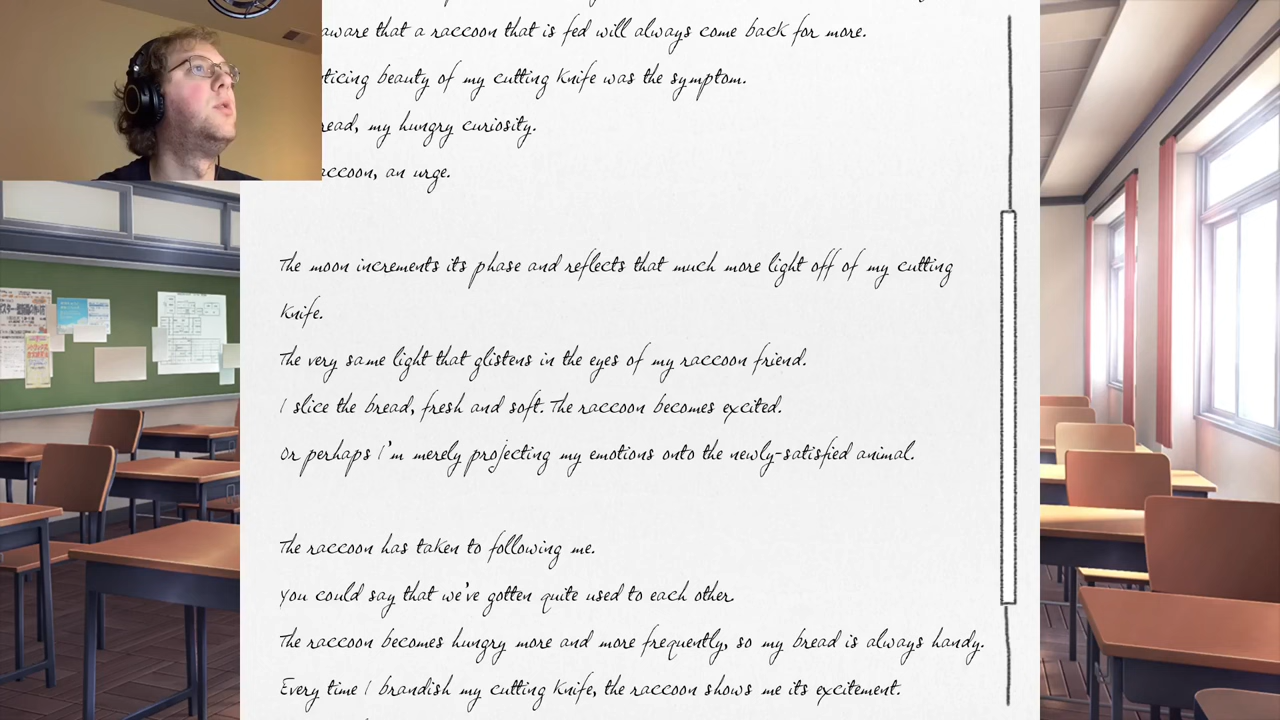 aware that a raccoon that is fed will always come back for more.
ticing beauty of my cutting knife was the symptom.
read, my hungry curiosity.
accoon, an urge.
The moon increments its phase and reflects that much more light off of my cutting
knife.
The very same light that glistens in the eyes of my raccoon friend.
I slice the bread, fresh and soft. The raccoon becomes excited.
Or perhaps I'm merely projecting my emotions onto the newly-satisfied animal.
The raccoon has taken to following me.
You could say that we've gotten quite used to each other
The raccoon becomes hungry more and more frequently, so my bread is always handy.
Every time I brandish my cutting knife, the raccoon shows me its excitement.